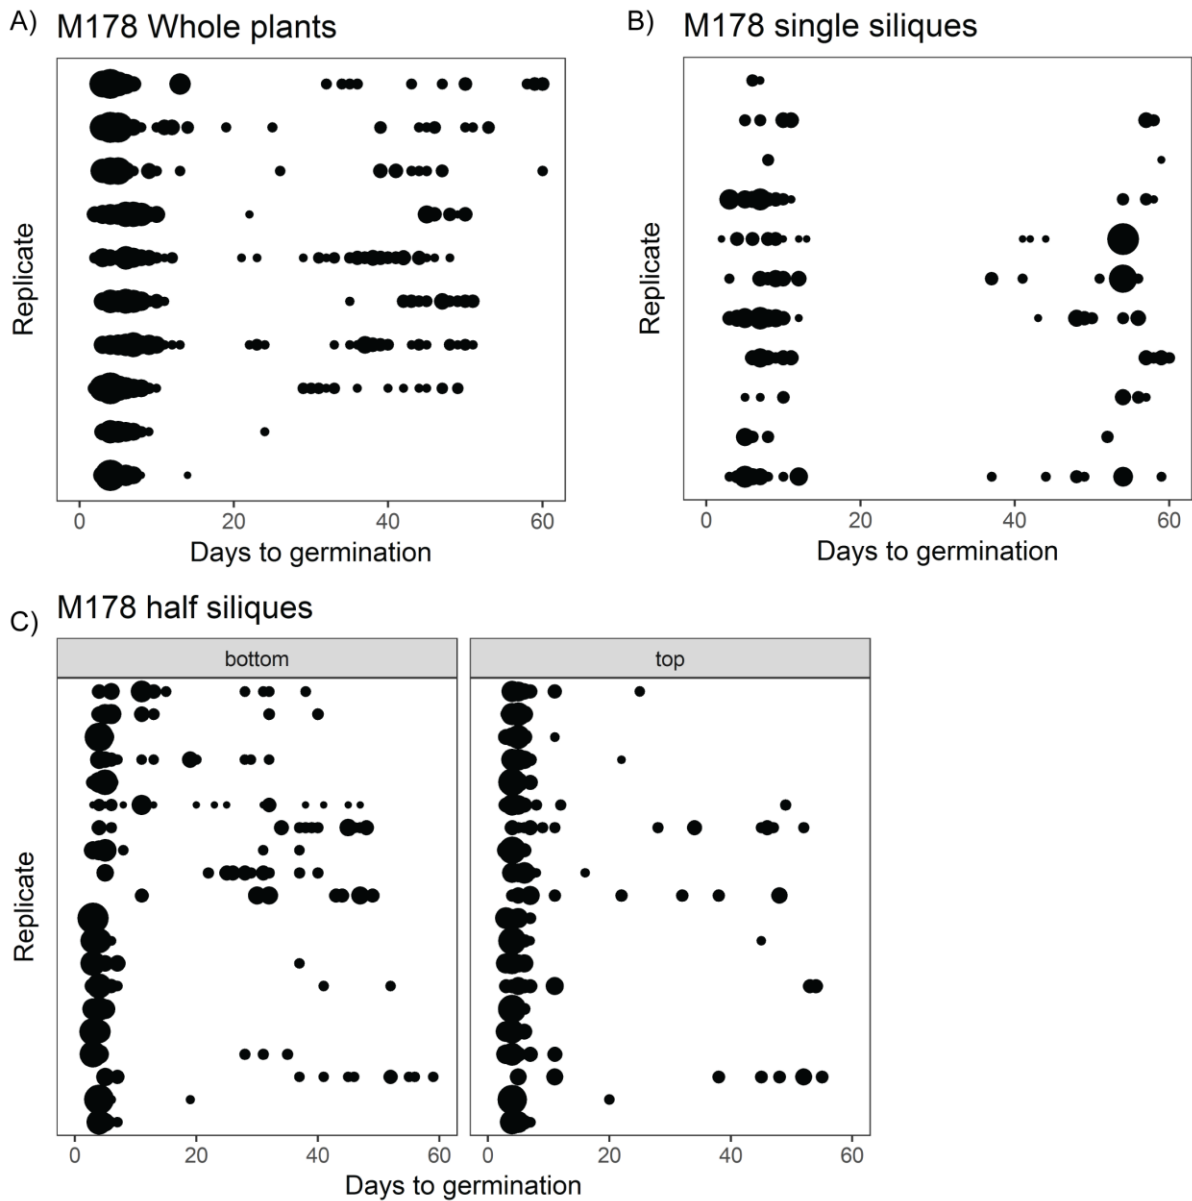 A) M178 Whole plants
Replicate
0 20 40 60
Days to germination
B) M178 single siliques
Replicate
0 20 40 60
Days to germination
C) M178 half siliques
bottom top
Replicate
0 20 40 60 0 20 40 60
Days to germination